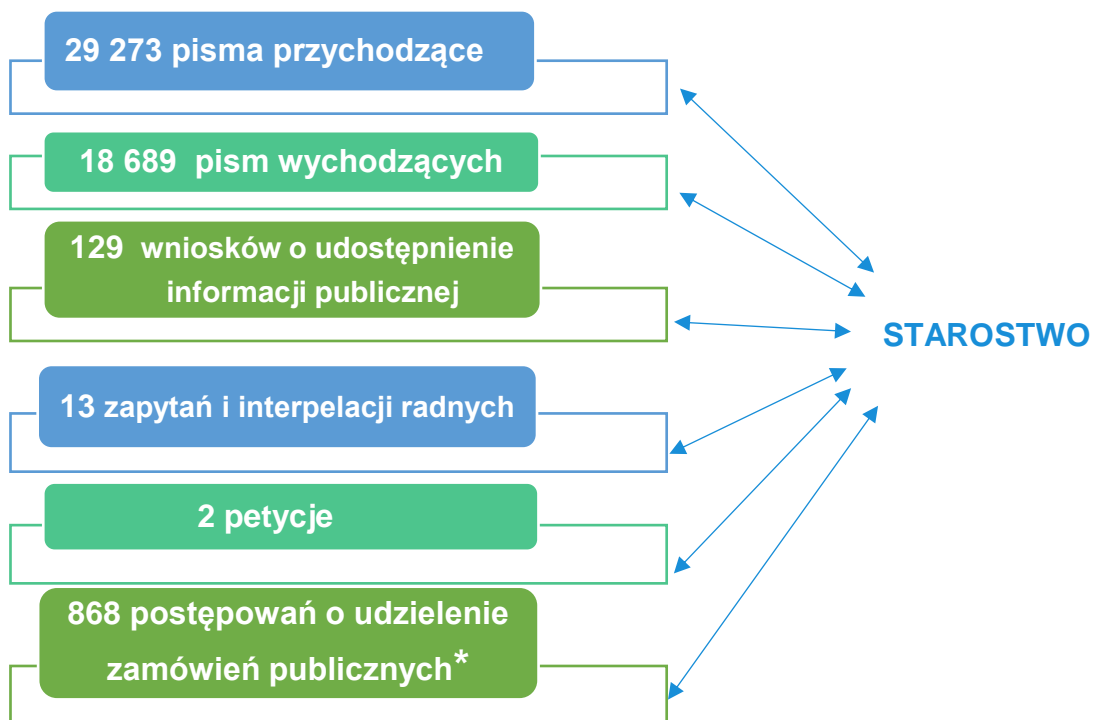 29 273 pisma przychodzące
18 689 pism wychodzących
129 wniosków o udostępnienie
informacji publicznej
STAROSTWO
13 zapytań i interpelacji radnych
2 petycje
868 postępowań o udzielenie
zamówień publicznych*